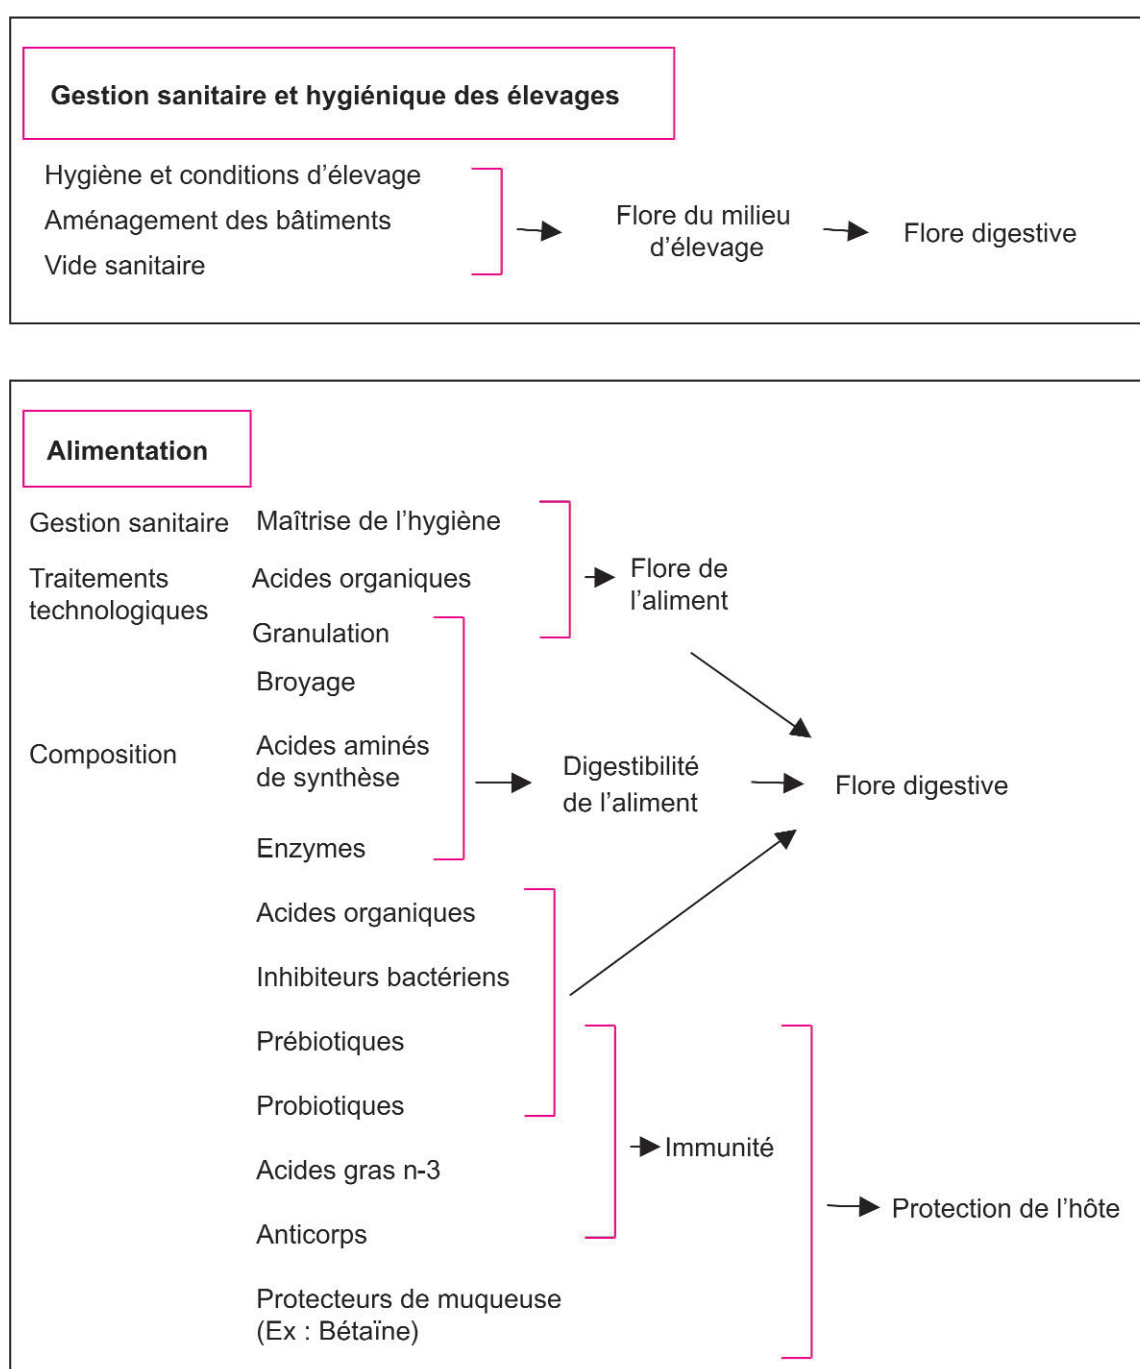 Gestion sanitaire et hygiénique des élevages
Hygiène et conditions d’élevage
Aménagement des bâtiments
Vide sanitaire
Flore du milieu
d’élevage
Flore digestive
Alimentation
Gestion sanitaire
Maîtrise de l’hygiène
Traitements
technologiques
Acides organiques
Flore de
l’aliment
Granulation
Broyage
Composition
Acides aminés
de synthèse
Digestibilité
de l’aliment
Flore digestive
Enzymes
Acides organiques
Inhibiteurs bactériens
Prébiotiques
Probiotiques
Immunité
Acides gras n-3
Protection de l’hôte
Anticorps
Protecteurs de muqueuse
(Ex : Bétaïne)